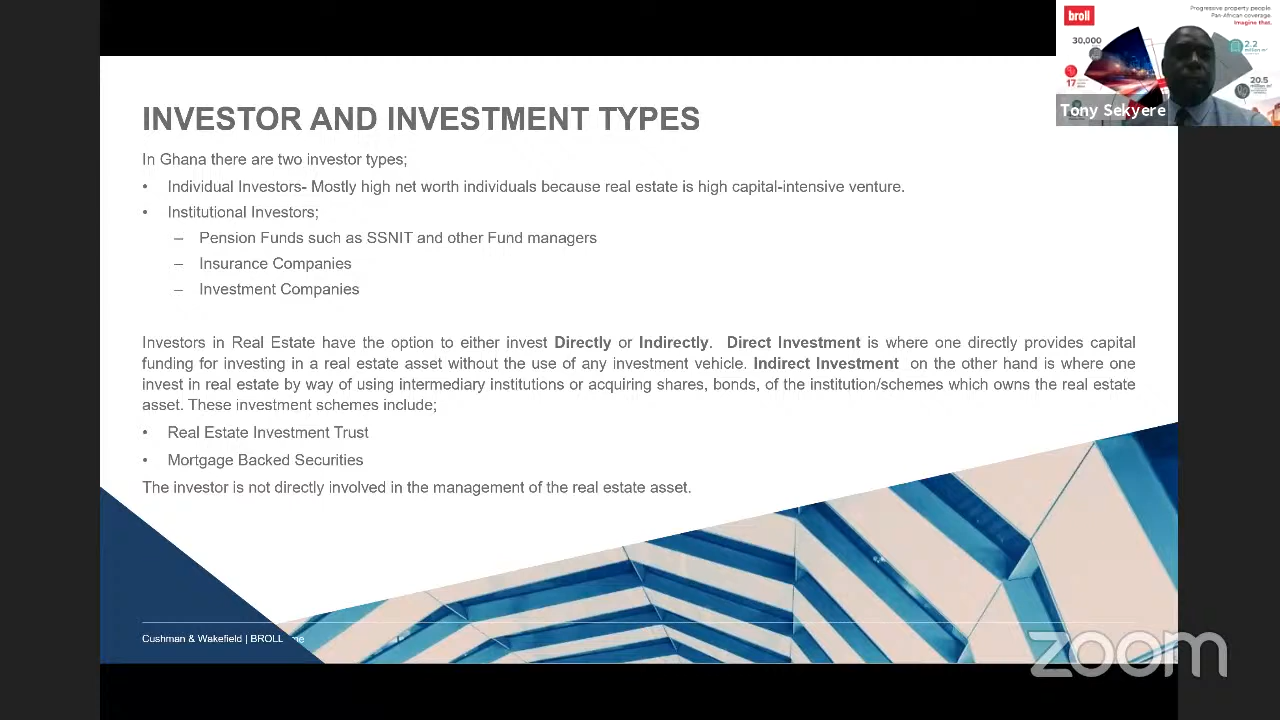 broll
Progressive property people.
Pan-African coverage.
Imagine that.
30,000
2.2
17
20.5
Tony Sekyere
INVESTOR AND INVESTMENT TYPES
In Ghana there are two investor types;
• Individual Investors- Mostly high net worth individuals because real estate is high capital-intensive venture.
• Institutional Investors;
– Pension Funds such as SSNIT and other Fund managers
– Insurance Companies
– Investment Companies
Investors in Real Estate have the option to either invest Directly or Indirectly. Direct Investment is where one directly provides capital
funding for investing in a real estate asset without the use of any investment vehicle. Indirect Investment on the other hand is where one
invest in real estate by way of using intermediary institutions or acquiring shares, bonds, of the institution/schemes which owns the real estate
asset. These investment schemes include;
• Real Estate Investment Trust
• Mortgage Backed Securities
The investor is not directly involved in the management of the real estate asset.
Cushman & Wakefield | BROLL
zoom